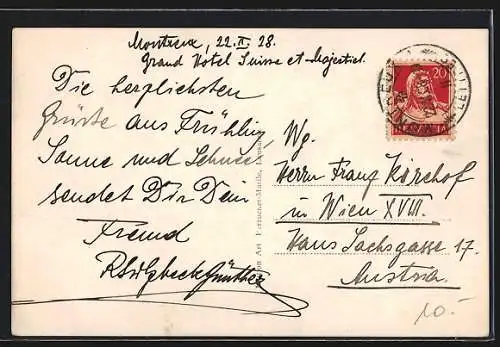 Montreux, 22.II.28.
Grand Hotel Suisse et Majestic.
Die herzlichsten
Grüsse aus Frühling
Sonne und Schnee
sendet Dir Dein
Freund
Wg.
Herrn Franz Kirchof
in Wien XVIII.
Hans Sachsgasse 17.
Austria.
20
HELVETIA
10.-